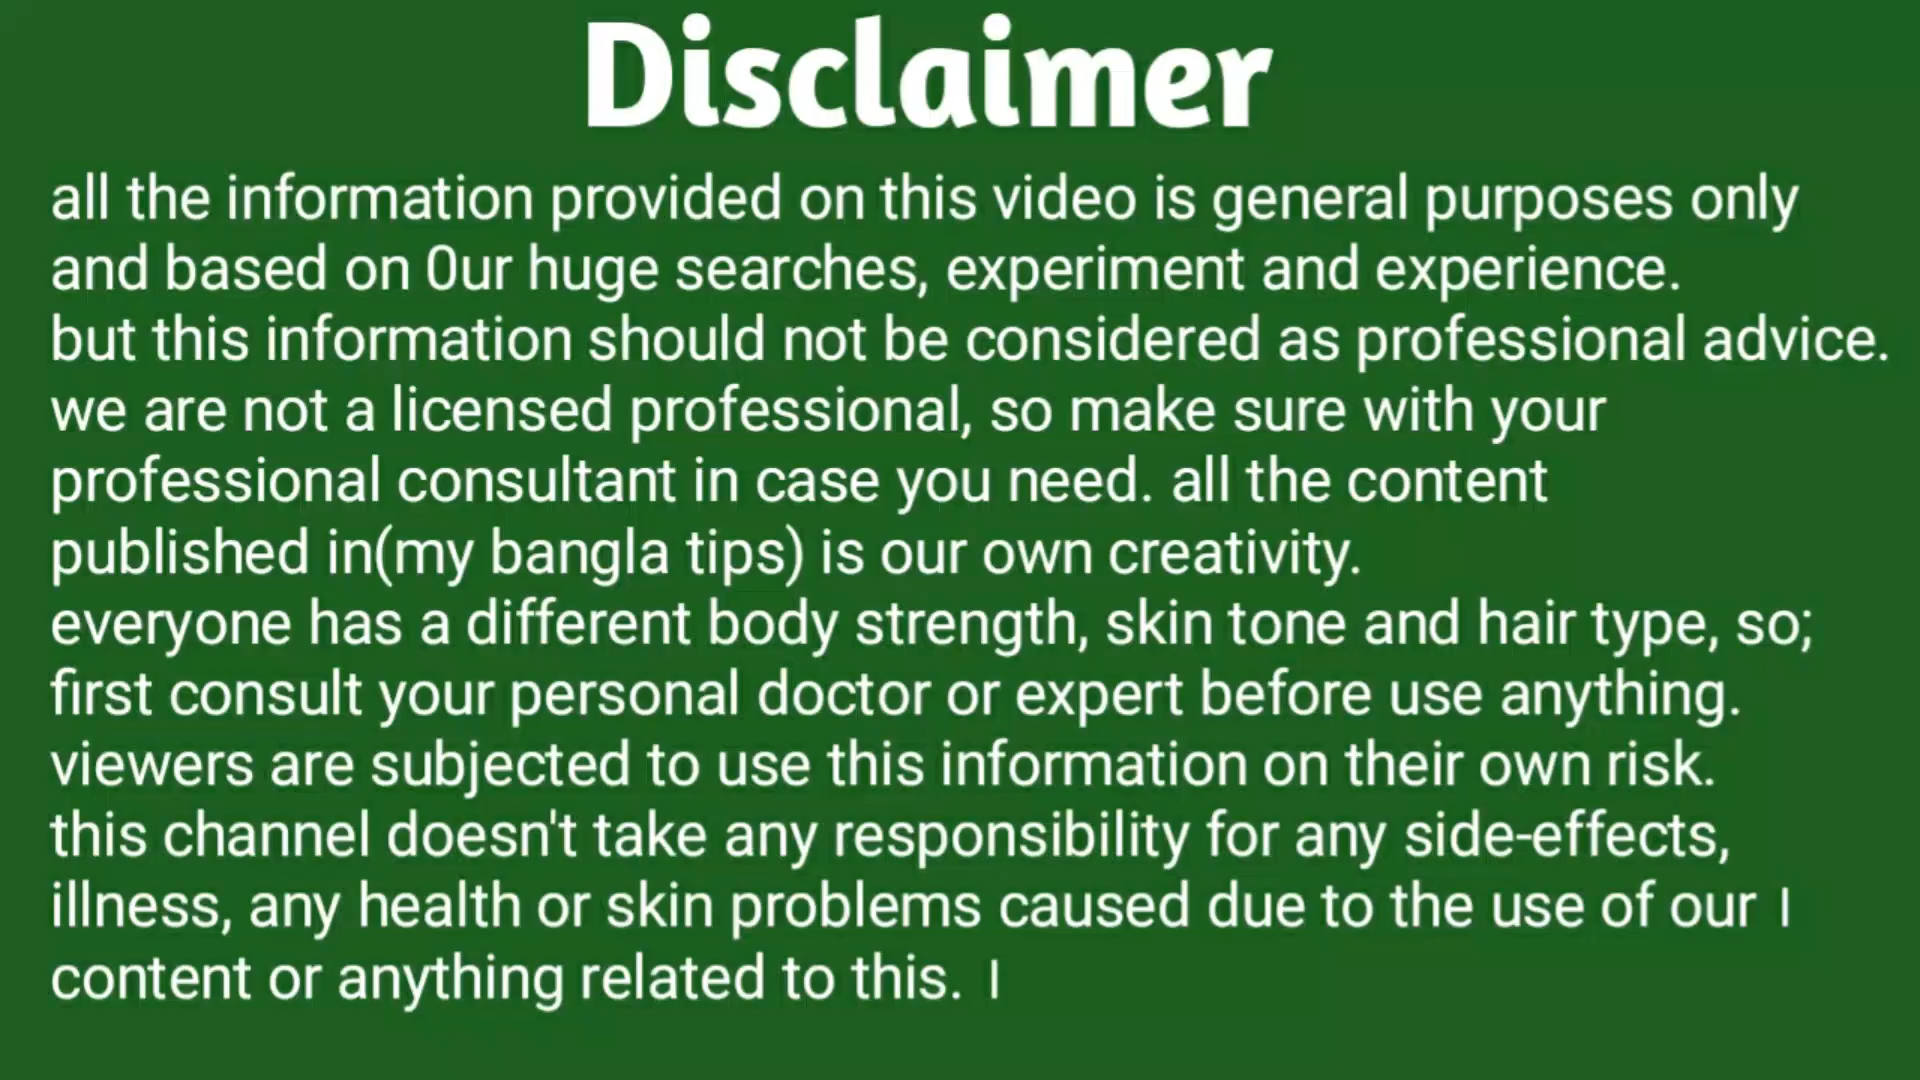 Disclaimer
all the information provided on this video is general purposes only
and based on 0ur huge searches, experiment and experience.
but this information should not be considered as professional advice.
we are not a licensed professional, so make sure with your
professional consultant in case you need. all the content
published in(my bangla tips) is our own creativity.
everyone has a different body strength, skin tone and hair type, so;
first consult your personal doctor or expert before use anything.
viewers are subjected to use this information on their own risk.
this channel doesn't take any responsibility for any side-effects,
illness, any health or skin problems caused due to the use of our ।
content or anything related to this. ।